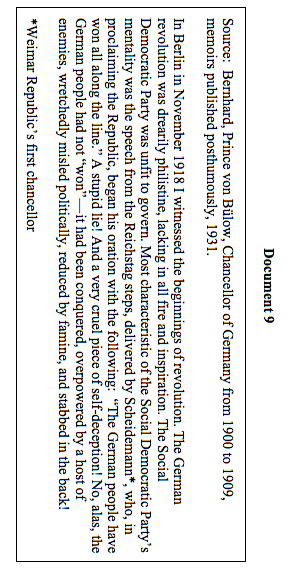 Document 9
Source: Bernhard, Prince von Bülow, Chancellor of Germany from 1900 to 1909,
memoirs published posthumously, 1931.
In Berlin in November 1918 I witnessed the beginnings of revolution. The German
revolution was drearily philistine, lacking in all fire and inspiration. The Social
Democratic Party was unfit to govern. Most characteristic of the Social Democratic Party’s
mentality was the speech from the Reichstag steps, delivered by Scheidemann*, who, in
proclaiming the Republic, began his oration with the following: “The German people have
won all along the line.” A stupid lie! And a very cruel piece of self-deception! No, alas, the
German people had not “won”—it had been conquered, overpowered by a host of
enemies, wretchedly misled politically, reduced by famine, and stabbed in the back!
*Weimar Republic’s first chancellor